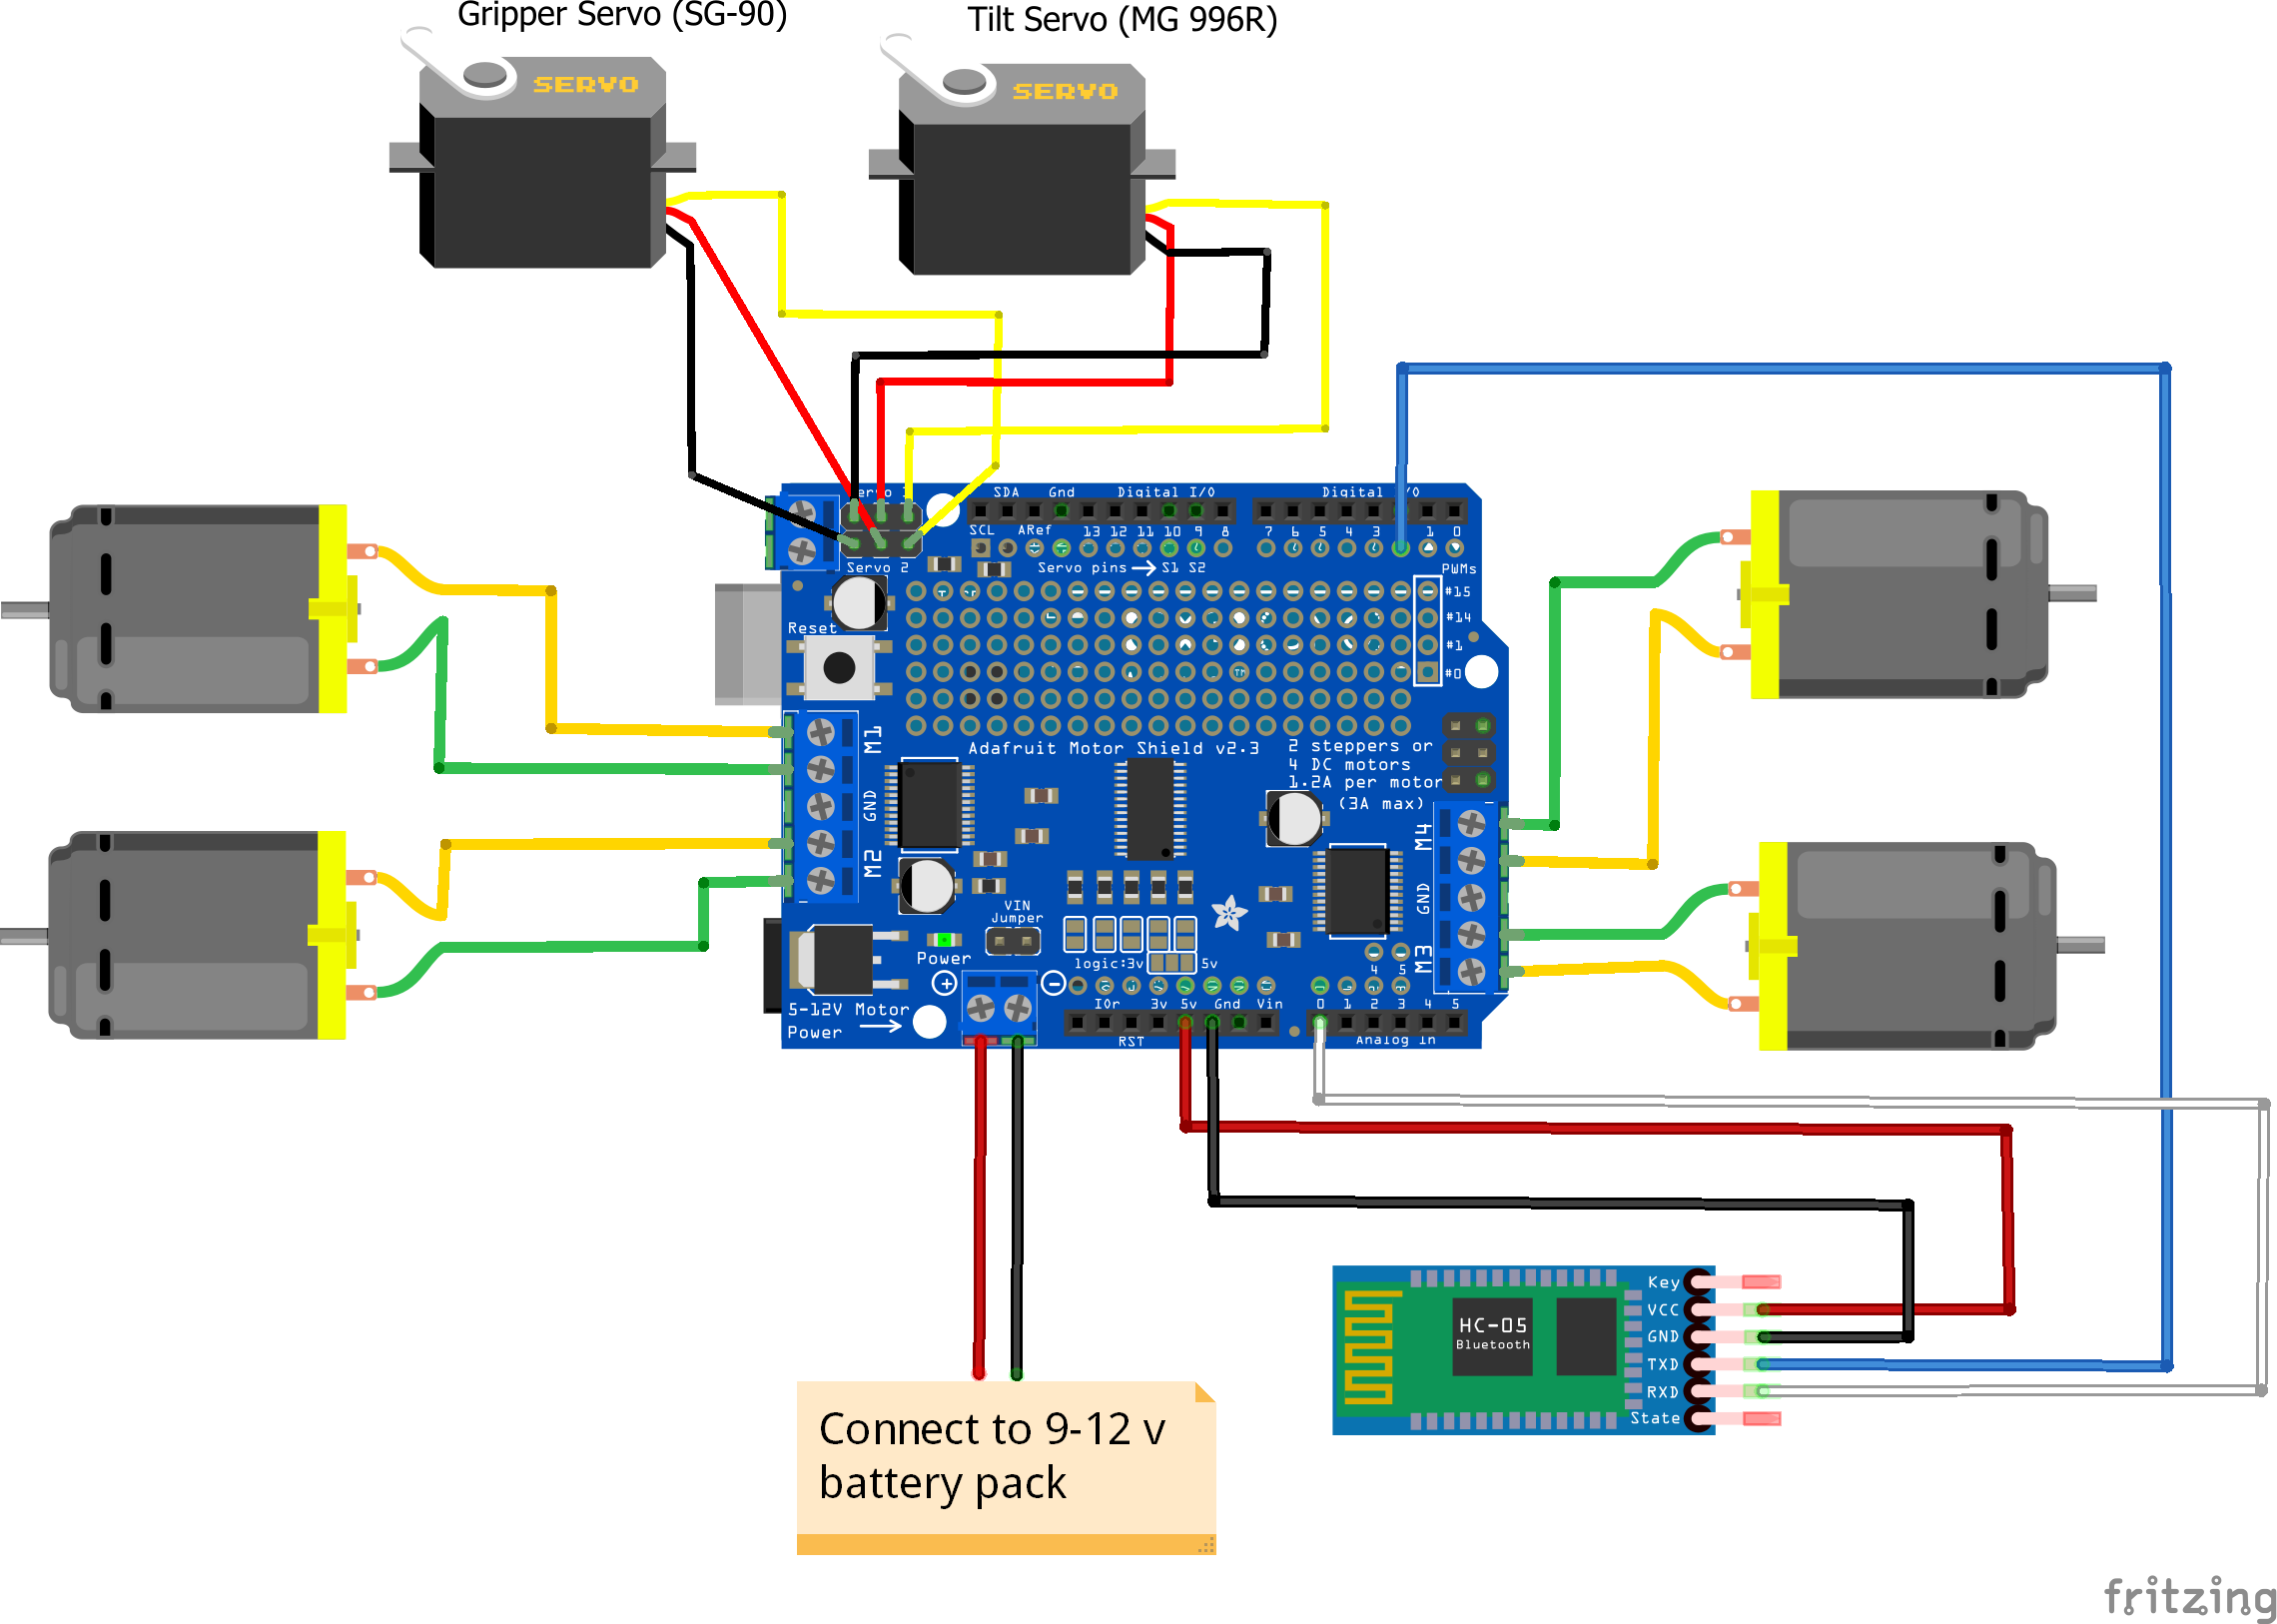 Gripper Servo (SG-90)
Tilt Servo (MG 996R)
SERVO
SERVO
SDA Gnd Digital I/O
SCL ARef 13 12 11 10 9 8
7 6 5 4 3 1 0
Servo 2
Servo pins → S1 S2
PWMs
#15
#14
#1
#0
Reset
Adafruit Motor Shield v2.3
2 steppers or
4 DC motors
1.2A per motor
(3A max)
M1
GND
M2
M4
GND
M3
VIN
Jumper
Power
+
-
logic:3v 5v
4 5
5-12V Motor
Power →
IOr 3v 5v Gnd Vin
0 1 2 3 4 5
RST
Analog In
Connect to 9-12 v
battery pack
HC-05
Bluetooth
Key
VCC
GND
TXD
RXD
State
fritzing